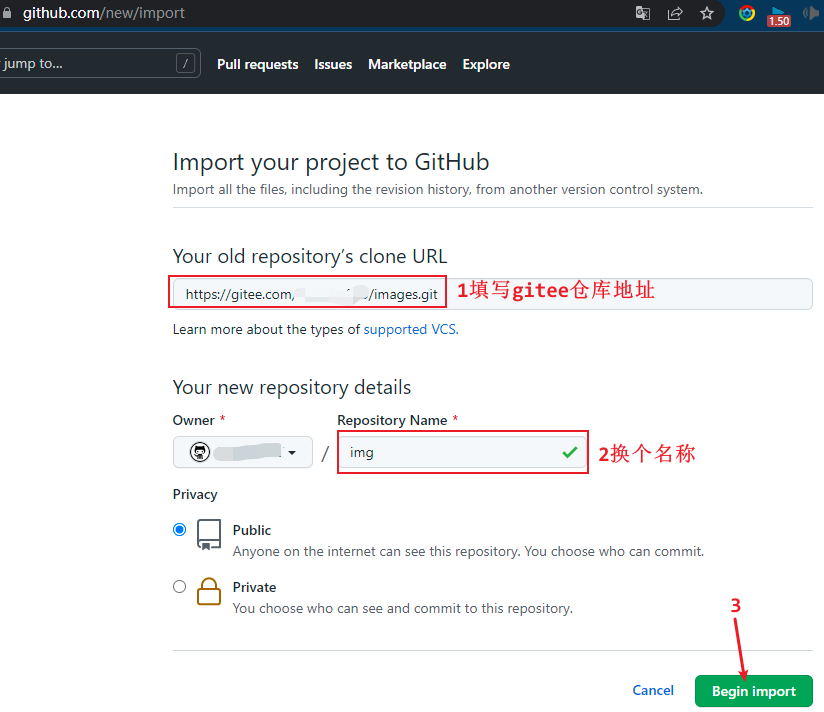 github.com/new/import
1.50
jump to...
/
Pull requests Issues Marketplace Explore
Import your project to GitHub
Import all the files, including the revision history, from another version control system.
Your old repository's clone URL
https://gitee.com/ /images.git 1填写gitee仓库地址
Learn more about the types of supported VCS.
Your new repository details
Owner * Repository Name *
/ img 2换个名称
Privacy
Public
Anyone on the internet can see this repository. You choose who can commit.
Private
You choose who can see and commit to this repository.
3
Cancel Begin import